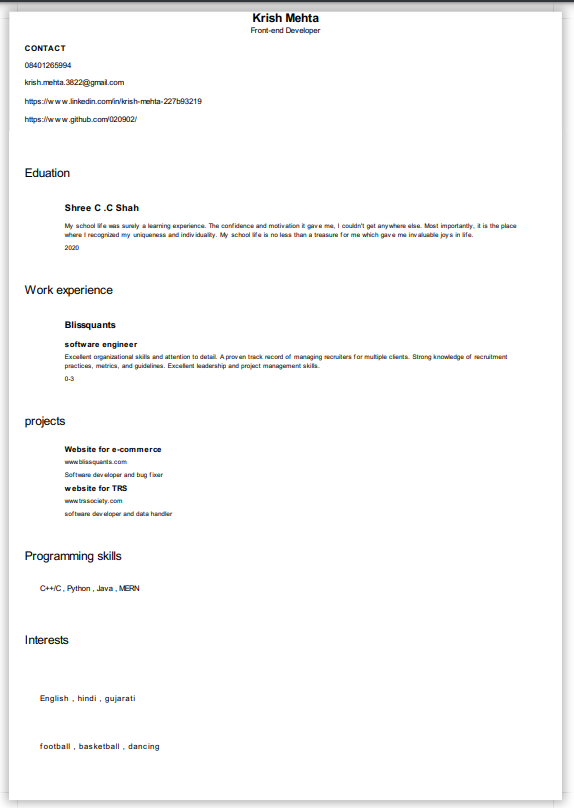 Krish Mehta
Front-end Developer
CONTACT
08401265994
krish.mehta.3822@gmail.com
https://www.linkedin.com/in/krish-mehta-227b93219
https://www.github.com/020902/
Eduation
Shree C .C Shah
My school life was surely a learning experience. The confidence and motivation it gave me, I couldn't get anywhere else. Most importantly, it is the place
where I recognized my uniqueness and individuality. My school life is no less than a treasure for me which gave me invaluable joys in life.
2020
Work experience
Blissquants
software engineer
Excellent organizational skills and attention to detail. A proven track record of managing recruiters for multiple clients. Strong knowledge of recruitment
practices, metrics, and guidelines. Excellent leadership and project management skills.
0-3
projects
Website for e-commerce
www.blissquants.com
Software developer and bug fixer
website for TRS
www.trssociety.com
software developer and data handler
Programming skills
C++/C , Python , Java , MERN
Interests
English , hindi , gujarati
football , basketball , dancing